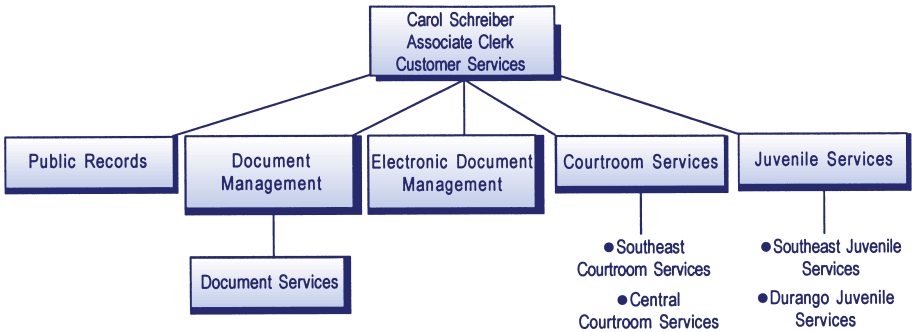 Carol Schreiber
Associate Clerk
Customer Services
Public Records
Document
Management
Electronic Document
Management
Courtroom Services
Juvenile Services
Document Services
●Southeast
Courtroom Services
●Central
Courtroom Services
●Southeast Juvenile
Services
●Durango Juvenile
Services